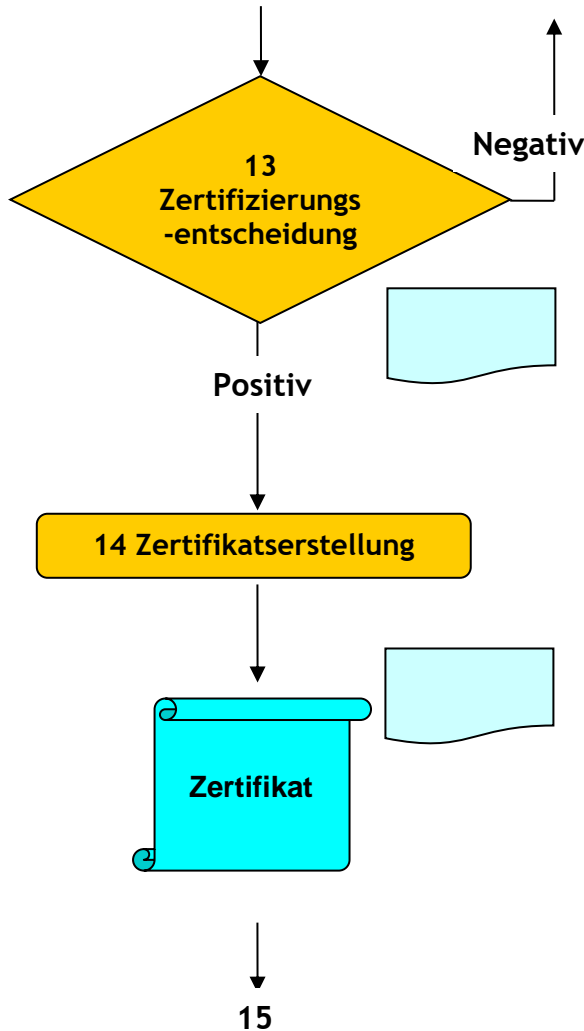 Negativ
13
Zertifizierungs
-entscheidung
Positiv
14 Zertifikatserstellung
Zertifikat
15